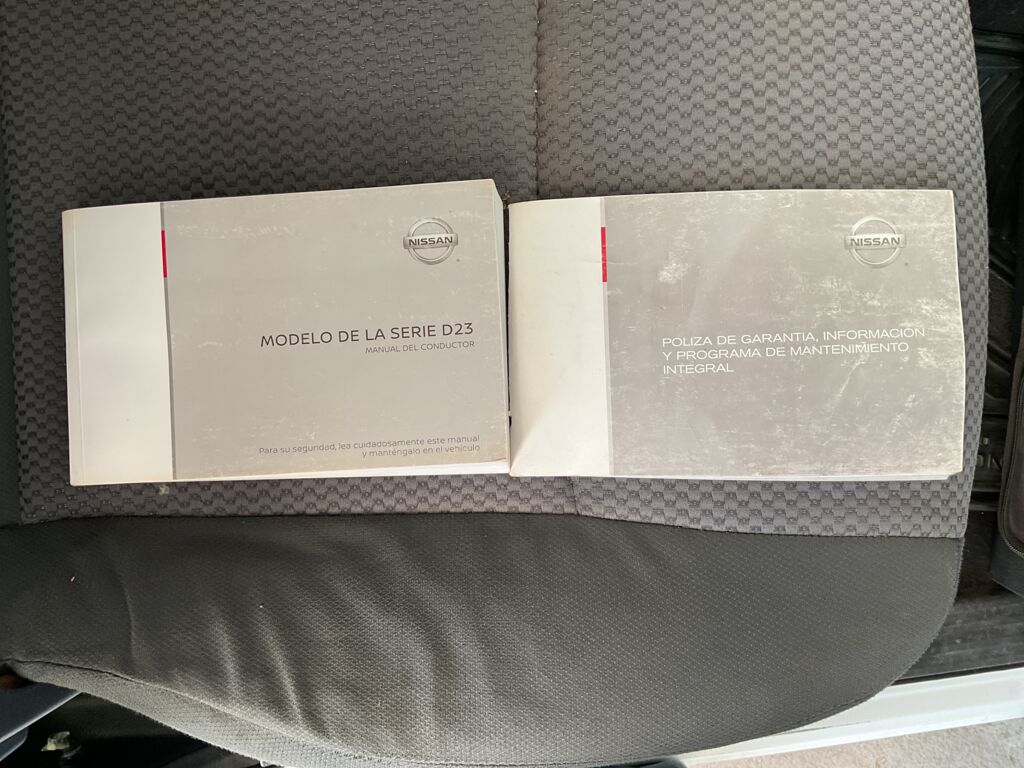 NISSAN
MODELO DE LA SERIE D23
MANUAL DEL CONDUCTOR
Para su seguridad, lea cuidadosamente este manual
y manténgalo en el vehículo
NISSAN
POLIZA DE GARANTIA, INFORMACIÓN
Y PROGRAMA DE MANTENIMIENTO
INTEGRAL